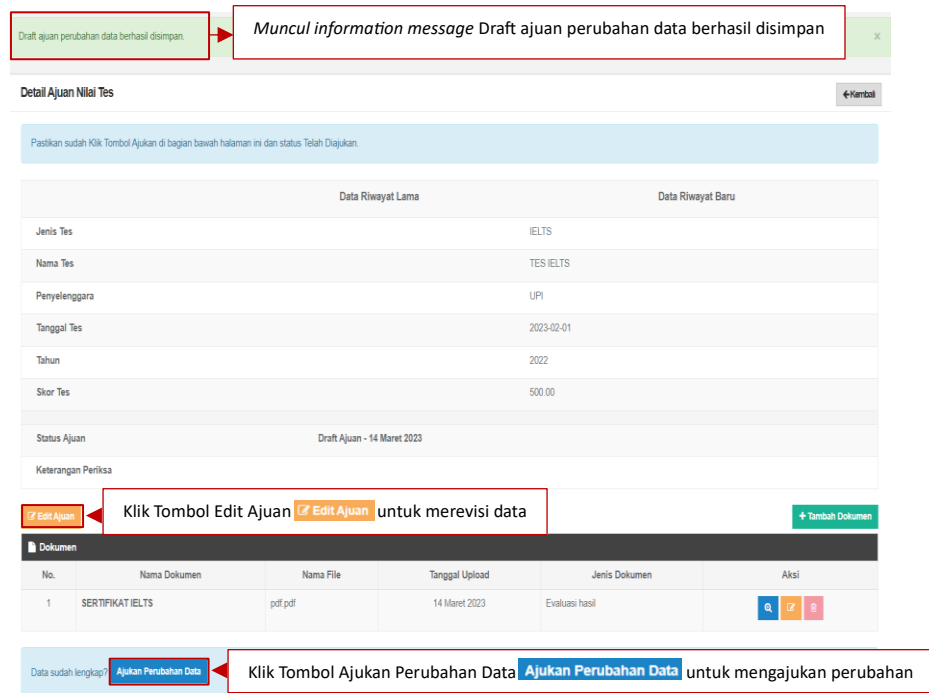 Draft ajuan perubahan data berhasil disimpan.
Muncul information message Draft ajuan perubahan data berhasil disimpan
x
Detail Ajuan Nilai Tes
Kembali
Pastikan sudah Klik Tombol Ajukan di bagian bawah halaman ini dan status Telah Diajukan.
Data Riwayat Lama Data Riwayat Baru
Jenis Tes IELTS
Nama Tes TES IELTS
Penyelenggara UPI
Tanggal Tes 2023-02-01
Tahun 2022
Skor Tes 500.00
Status Ajuan Draft Ajuan - 14 Maret 2023
Keterangan Periksa
Edit Ajuan
Klik Tombol Edit Ajuan Edit Ajuan untuk merevisi data
+ Tambah Dokumen
Dokumen
No. Nama Dokumen Nama File Tanggal Upload Jenis Dokumen Aksi
1 SERTIFIKAT IELTS pdf.pdf 14 Maret 2023 Evaluasi hasil
Data sudah lengkap? Ajukan Perubahan Data
Klik Tombol Ajukan Perubahan Data Ajukan Perubahan Data untuk mengajukan perubahan